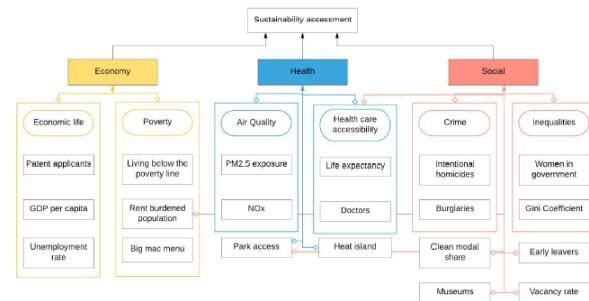 Sustainability assessment
Economy
Health
Social
Economic life
Poverty
Air Quality
Health care
accessibility
Crime
Inequalities
Patent applicants
Living below the
poverty line
PM2.5 exposure
Life expectancy
Intentional
homicides
Women in
government
GDP per capita
Rent burdened
population
NOx
Doctors
Burglaries
Gini Coefficient
Unemployment
rate
Big mac menu
Park access
Heat island
Clean modal
share
Early leavers
Museums
Vacancy rate